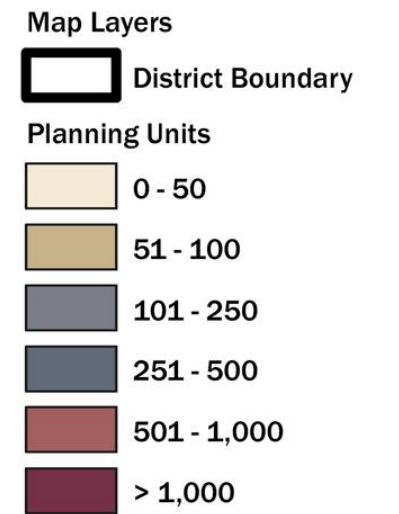 Map Layers
District Boundary
Planning Units
0 - 50
51 - 100
101 - 250
251 - 500
501 - 1,000
> 1,000